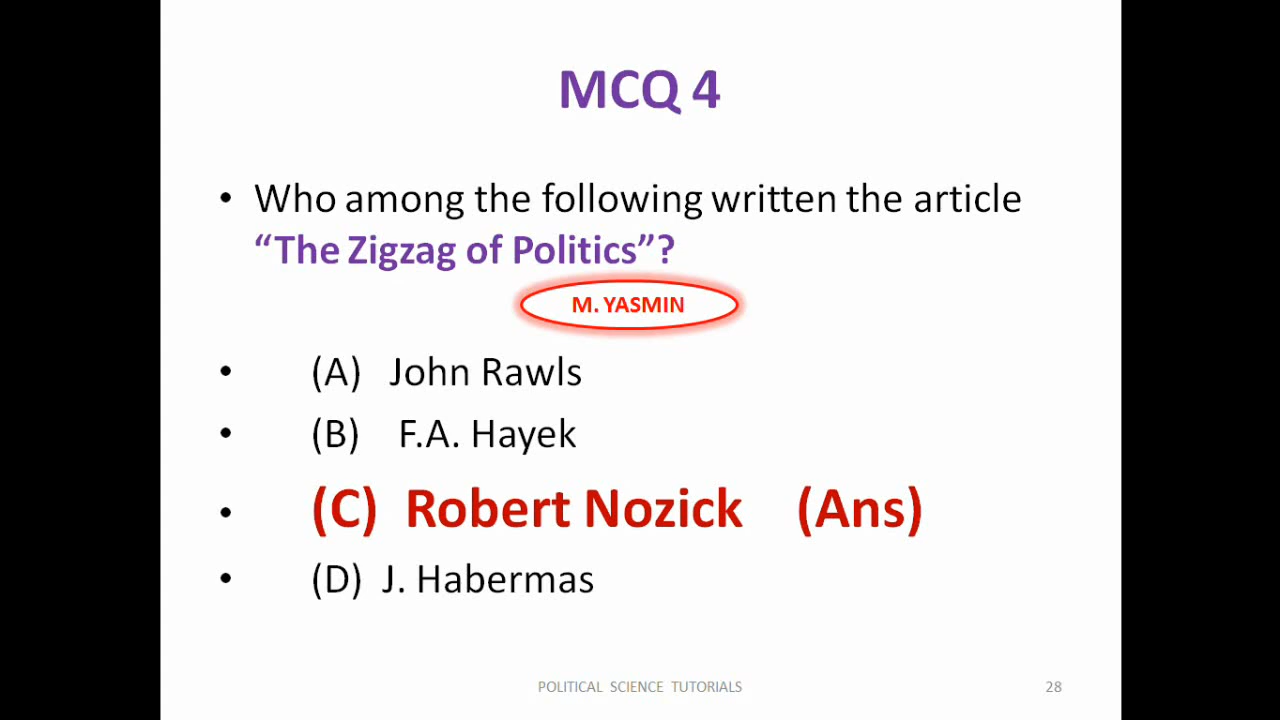 MCQ 4
• Who among the following written the article
“The Zigzag of Politics”?
M. YASMIN
• (A) John Rawls
• (B) F.A. Hayek
• (C) Robert Nozick (Ans)
• (D) J. Habermas
POLITICAL SCIENCE TUTORIALS
28